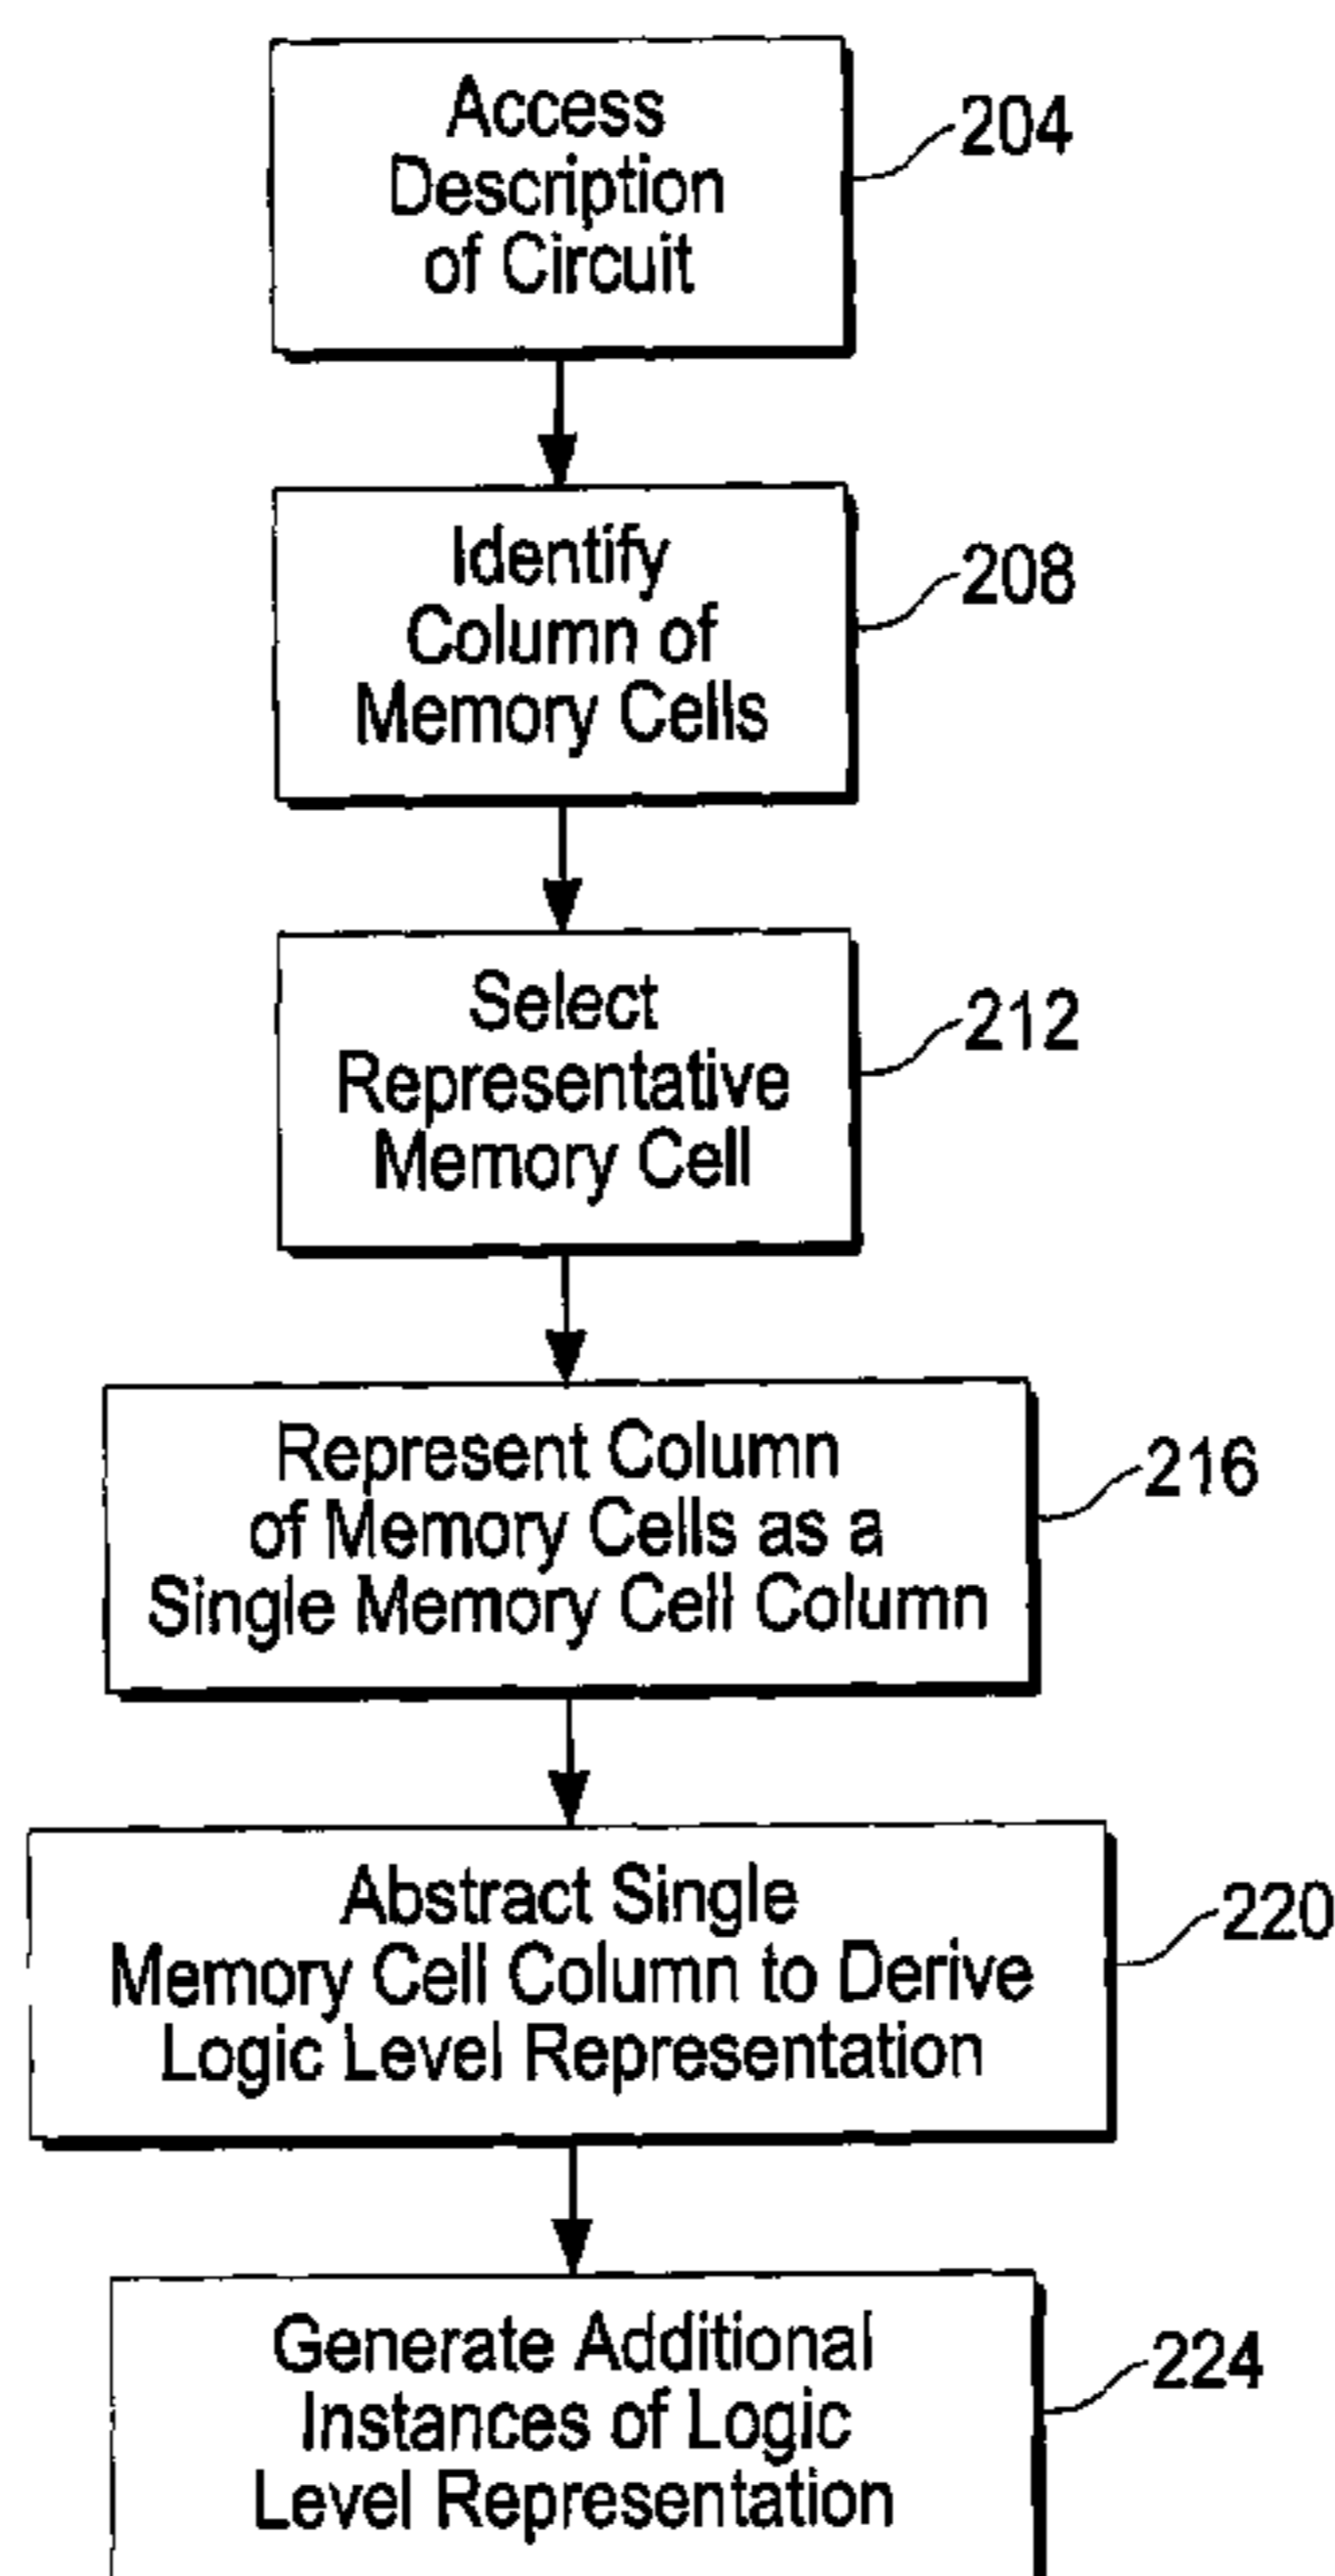 Access
Description
of Circuit
204
Identify
Column of
Memory Cells
208
Select
Representative
Memory Cell
212
Represent Column
of Memory Cells as a
Single Memory Cell Column
216
Abstract Single
Memory Cell Column to Derive
Logic Level Representation
220
Generate Additional
Instances of Logic
Level Representation
224